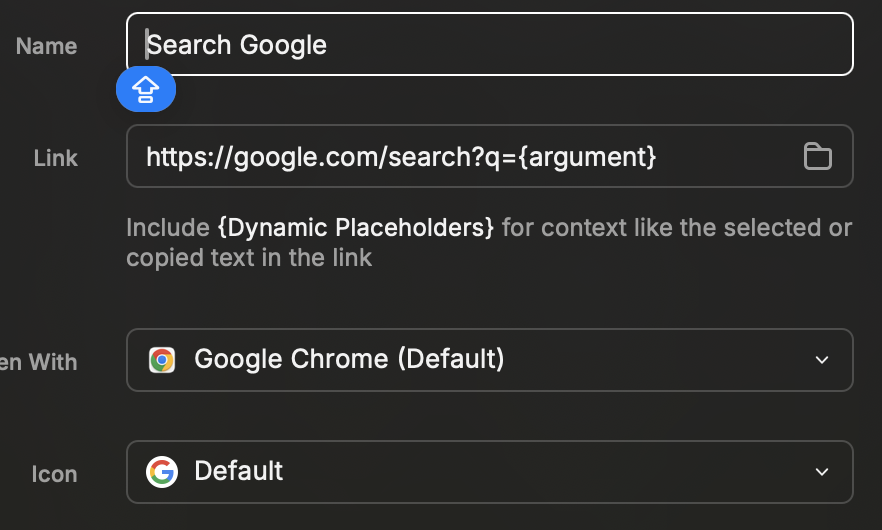 Name
Search Google
Link
https://google.com/search?q={argument}
Include {Dynamic Placeholders} for context like the selected or
copied text in the link
en With
Google Chrome (Default)
Icon
Default